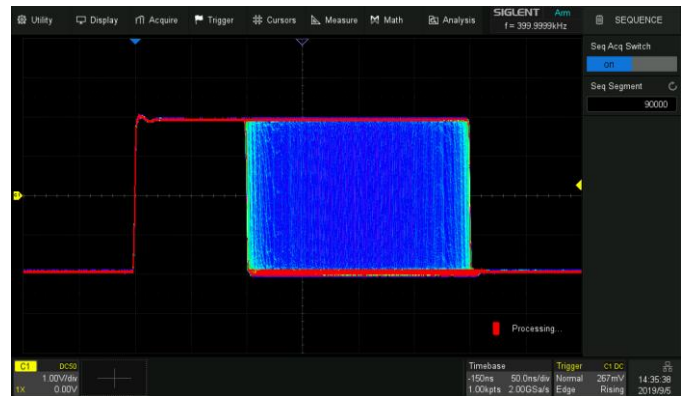 Utility Display Acquire Trigger Cursors Measure Math Analysis
SIGLENT Arm
f = 399.9999kHz
SEQUENCE
Seq Acq Switch
on
Seq Segment
90000
Processing...
C1 DC50
1.00V/div
1X 0.00V
Timebase
-150ns 50.0ns/div
1.00kpts 2.00GSa/s
Trigger C1 DC
Normal 267mV
Edge Rising
14:35:38
2019/9/5